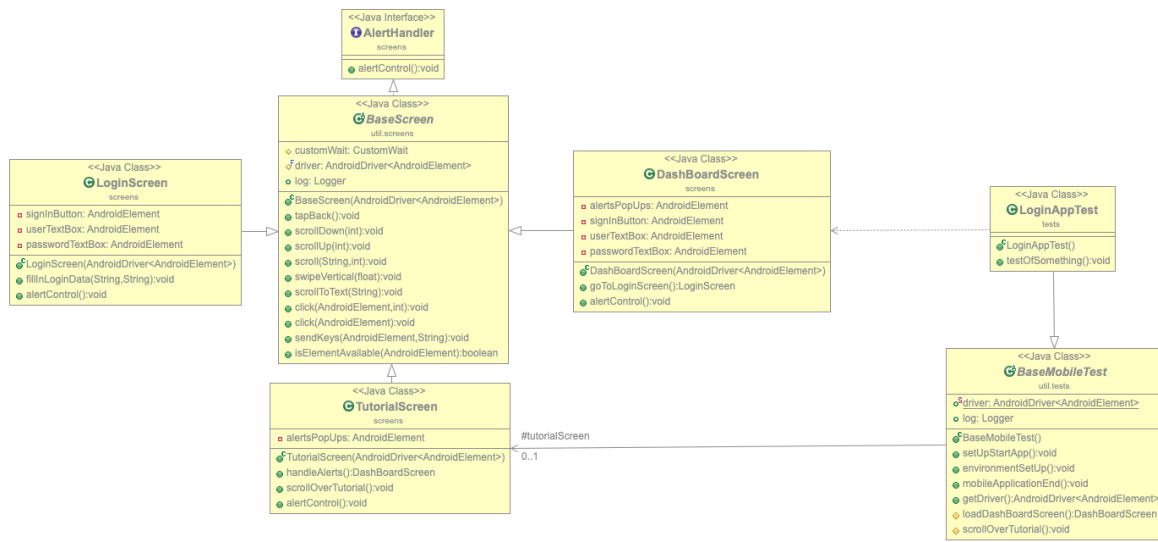 <<Java Interface>>
AlertHandler
screens
alertControl():void
<<Java Class>>
BaseScreen
util.screens
customWait: CustomWait
driver: AndroidDriver<AndroidElement>
log: Logger
BaseScreen(AndroidDriver<AndroidElement>)
tapBack():void
scrollDown(int):void
scrollUp(int):void
scroll(String,int):void
swipeVertical(float):void
scrollToText(String):void
click(AndroidElement,int):void
click(AndroidElement):void
sendKeys(AndroidElement,String):void
isElementAvailable(AndroidElement):boolean
<<Java Class>>
LoginScreen
screens
signInButton: AndroidElement
userTextBox: AndroidElement
passwordTextBox: AndroidElement
LoginScreen(AndroidDriver<AndroidElement>)
fillInLoginData(String,String):void
alertControl():void
<<Java Class>>
DashBoardScreen
screens
alertsPopUps: AndroidElement
signInButton: AndroidElement
userTextBox: AndroidElement
passwordTextBox: AndroidElement
DashBoardScreen(AndroidDriver<AndroidElement>)
goToLoginScreen():LoginScreen
alertControl():void
<<Java Class>>
LoginAppTest
tests
LoginAppTest()
testOfSomething():void
<<Java Class>>
TutorialScreen
screens
alertsPopUps: AndroidElement
TutorialScreen(AndroidDriver<AndroidElement>)
handleAlerts():DashBoardScreen
scrollOverTutorial():void
alertControl():void
#tutorialScreen
0..1
<<Java Class>>
BaseMobileTest
util.tests
driver: AndroidDriver<AndroidElement>
log: Logger
BaseMobileTest()
setUpStartApp():void
environmentSetUp():void
mobileApplicationEnd():void
getDriver():AndroidDriver<AndroidElement>
loadDashBoardScreen():DashBoardScreen
scrollOverTutorial():void